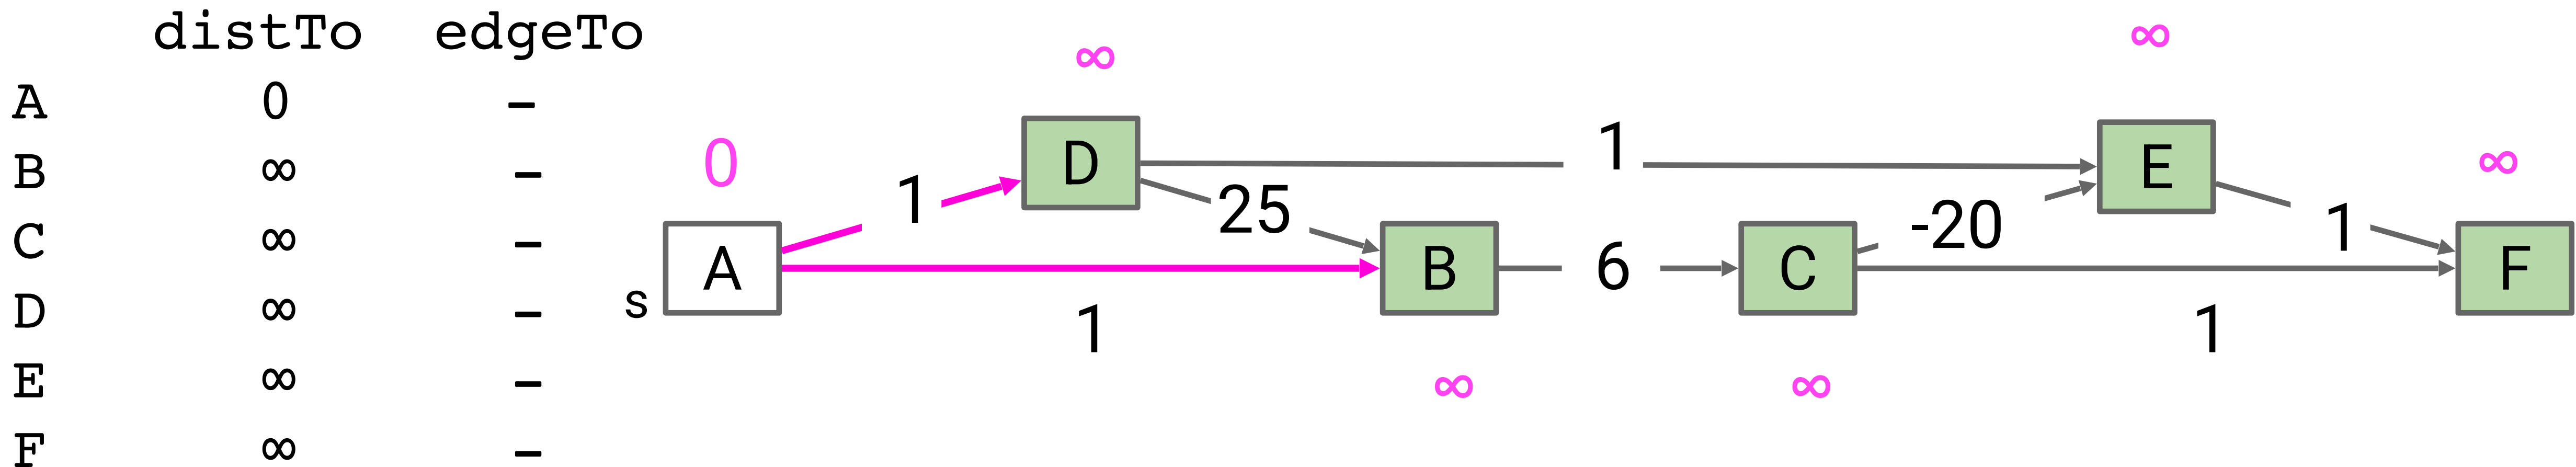 distTo edgeTo
A 0 –
B ∞ –
C ∞ –
D ∞ –
E ∞ –
F ∞ –
∞ ∞
0 1 D 25 1 -20 E 1 ∞
s A B 6 C F
1 1
∞ ∞